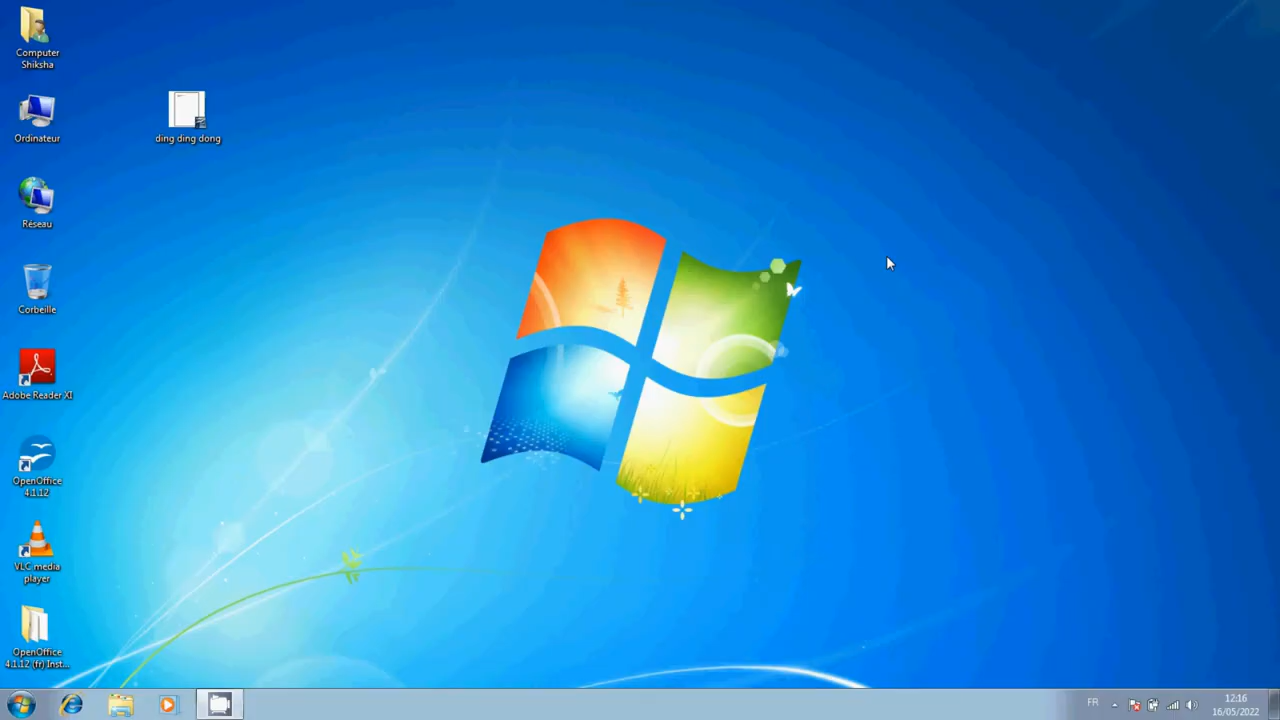 Computer
Shiksha
Ordinateur
ding ding dong
Réseau
Corbeille
Adobe Reader XI
OpenOffice
4.1.12
VLC media
player
OpenOffice
4.1.12 (fr) Inst...
FR
12:16
16/05/2022